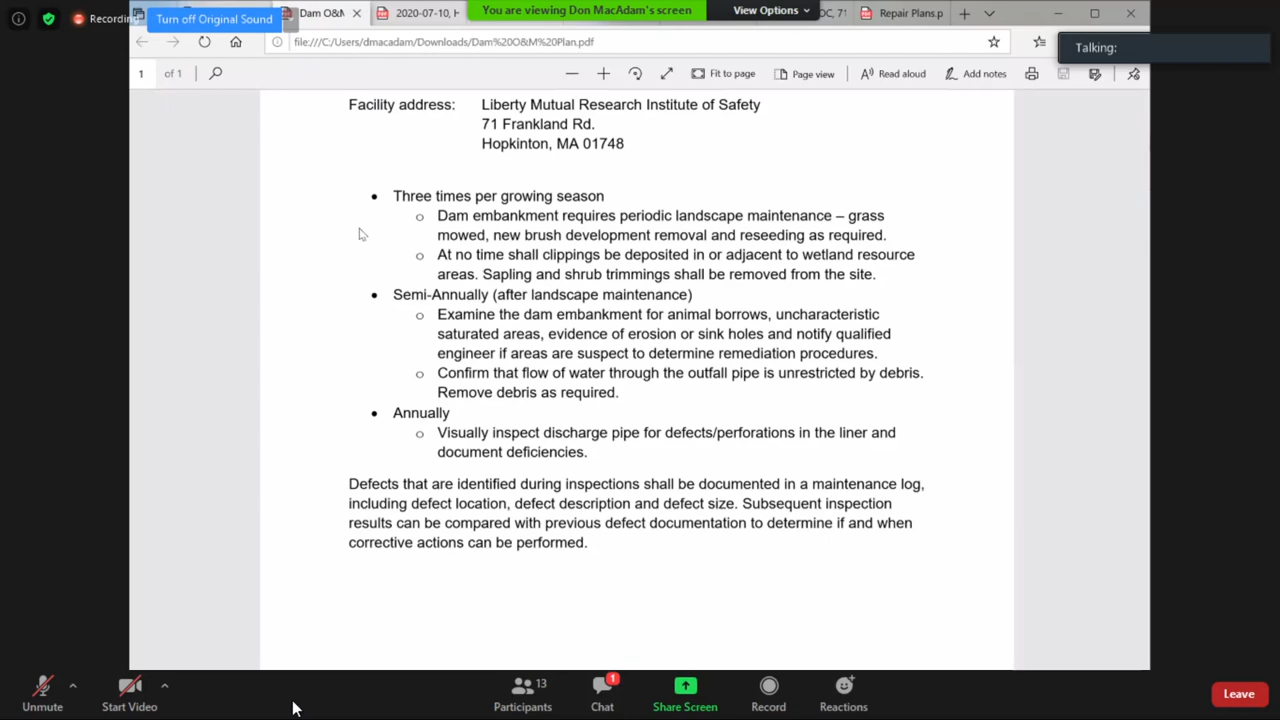 Recording
Turn off Original Sound
Dam O&M
2020-07-10, H
You are viewing Don MacAdam's screen
View Options
Repair Plans.p
file:///C:/Users/dmacadam/Downloads/Dam%20O&M%20Plan.pdf
Talking:
1 of 1
Fit to page
Page view
Read aloud
Add notes
Facility address: Liberty Mutual Research Institute of Safety
71 Frankland Rd.
Hopkinton, MA 01748
• Three times per growing season
o Dam embankment requires periodic landscape maintenance – grass
mowed, new brush development removal and reseeding as required.
o At no time shall clippings be deposited in or adjacent to wetland resource
areas. Sapling and shrub trimmings shall be removed from the site.
• Semi-Annually (after landscape maintenance)
o Examine the dam embankment for animal borrows, uncharacteristic
saturated areas, evidence of erosion or sink holes and notify qualified
engineer if areas are suspect to determine remediation procedures.
o Confirm that flow of water through the outfall pipe is unrestricted by debris.
Remove debris as required.
• Annually
o Visually inspect discharge pipe for defects/perforations in the liner and
document deficiencies.
Defects that are identified during inspections shall be documented in a maintenance log,
including defect location, defect description and defect size. Subsequent inspection
results can be compared with previous defect documentation to determine if and when
corrective actions can be performed.
Unmute
Start Video
13
Participants
1
Chat
Share Screen
Record
Reactions
Leave